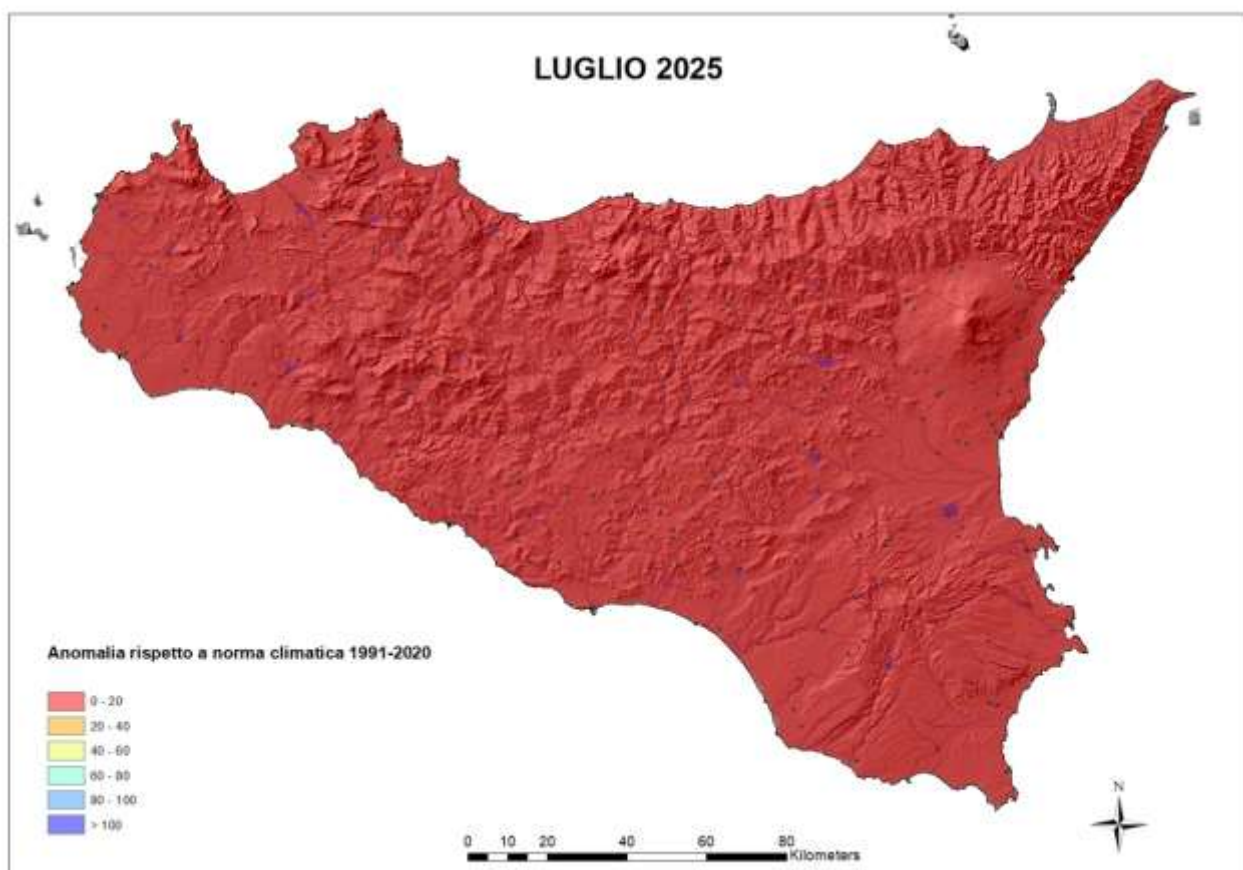 LUGLIO 2025
Anomalia rispetto a norma climatica 1991-2020
0 - 20
20 - 40
40 - 60
60 - 80
80 - 100
> 100
N
0 10 20 40 60 80
Kilometers